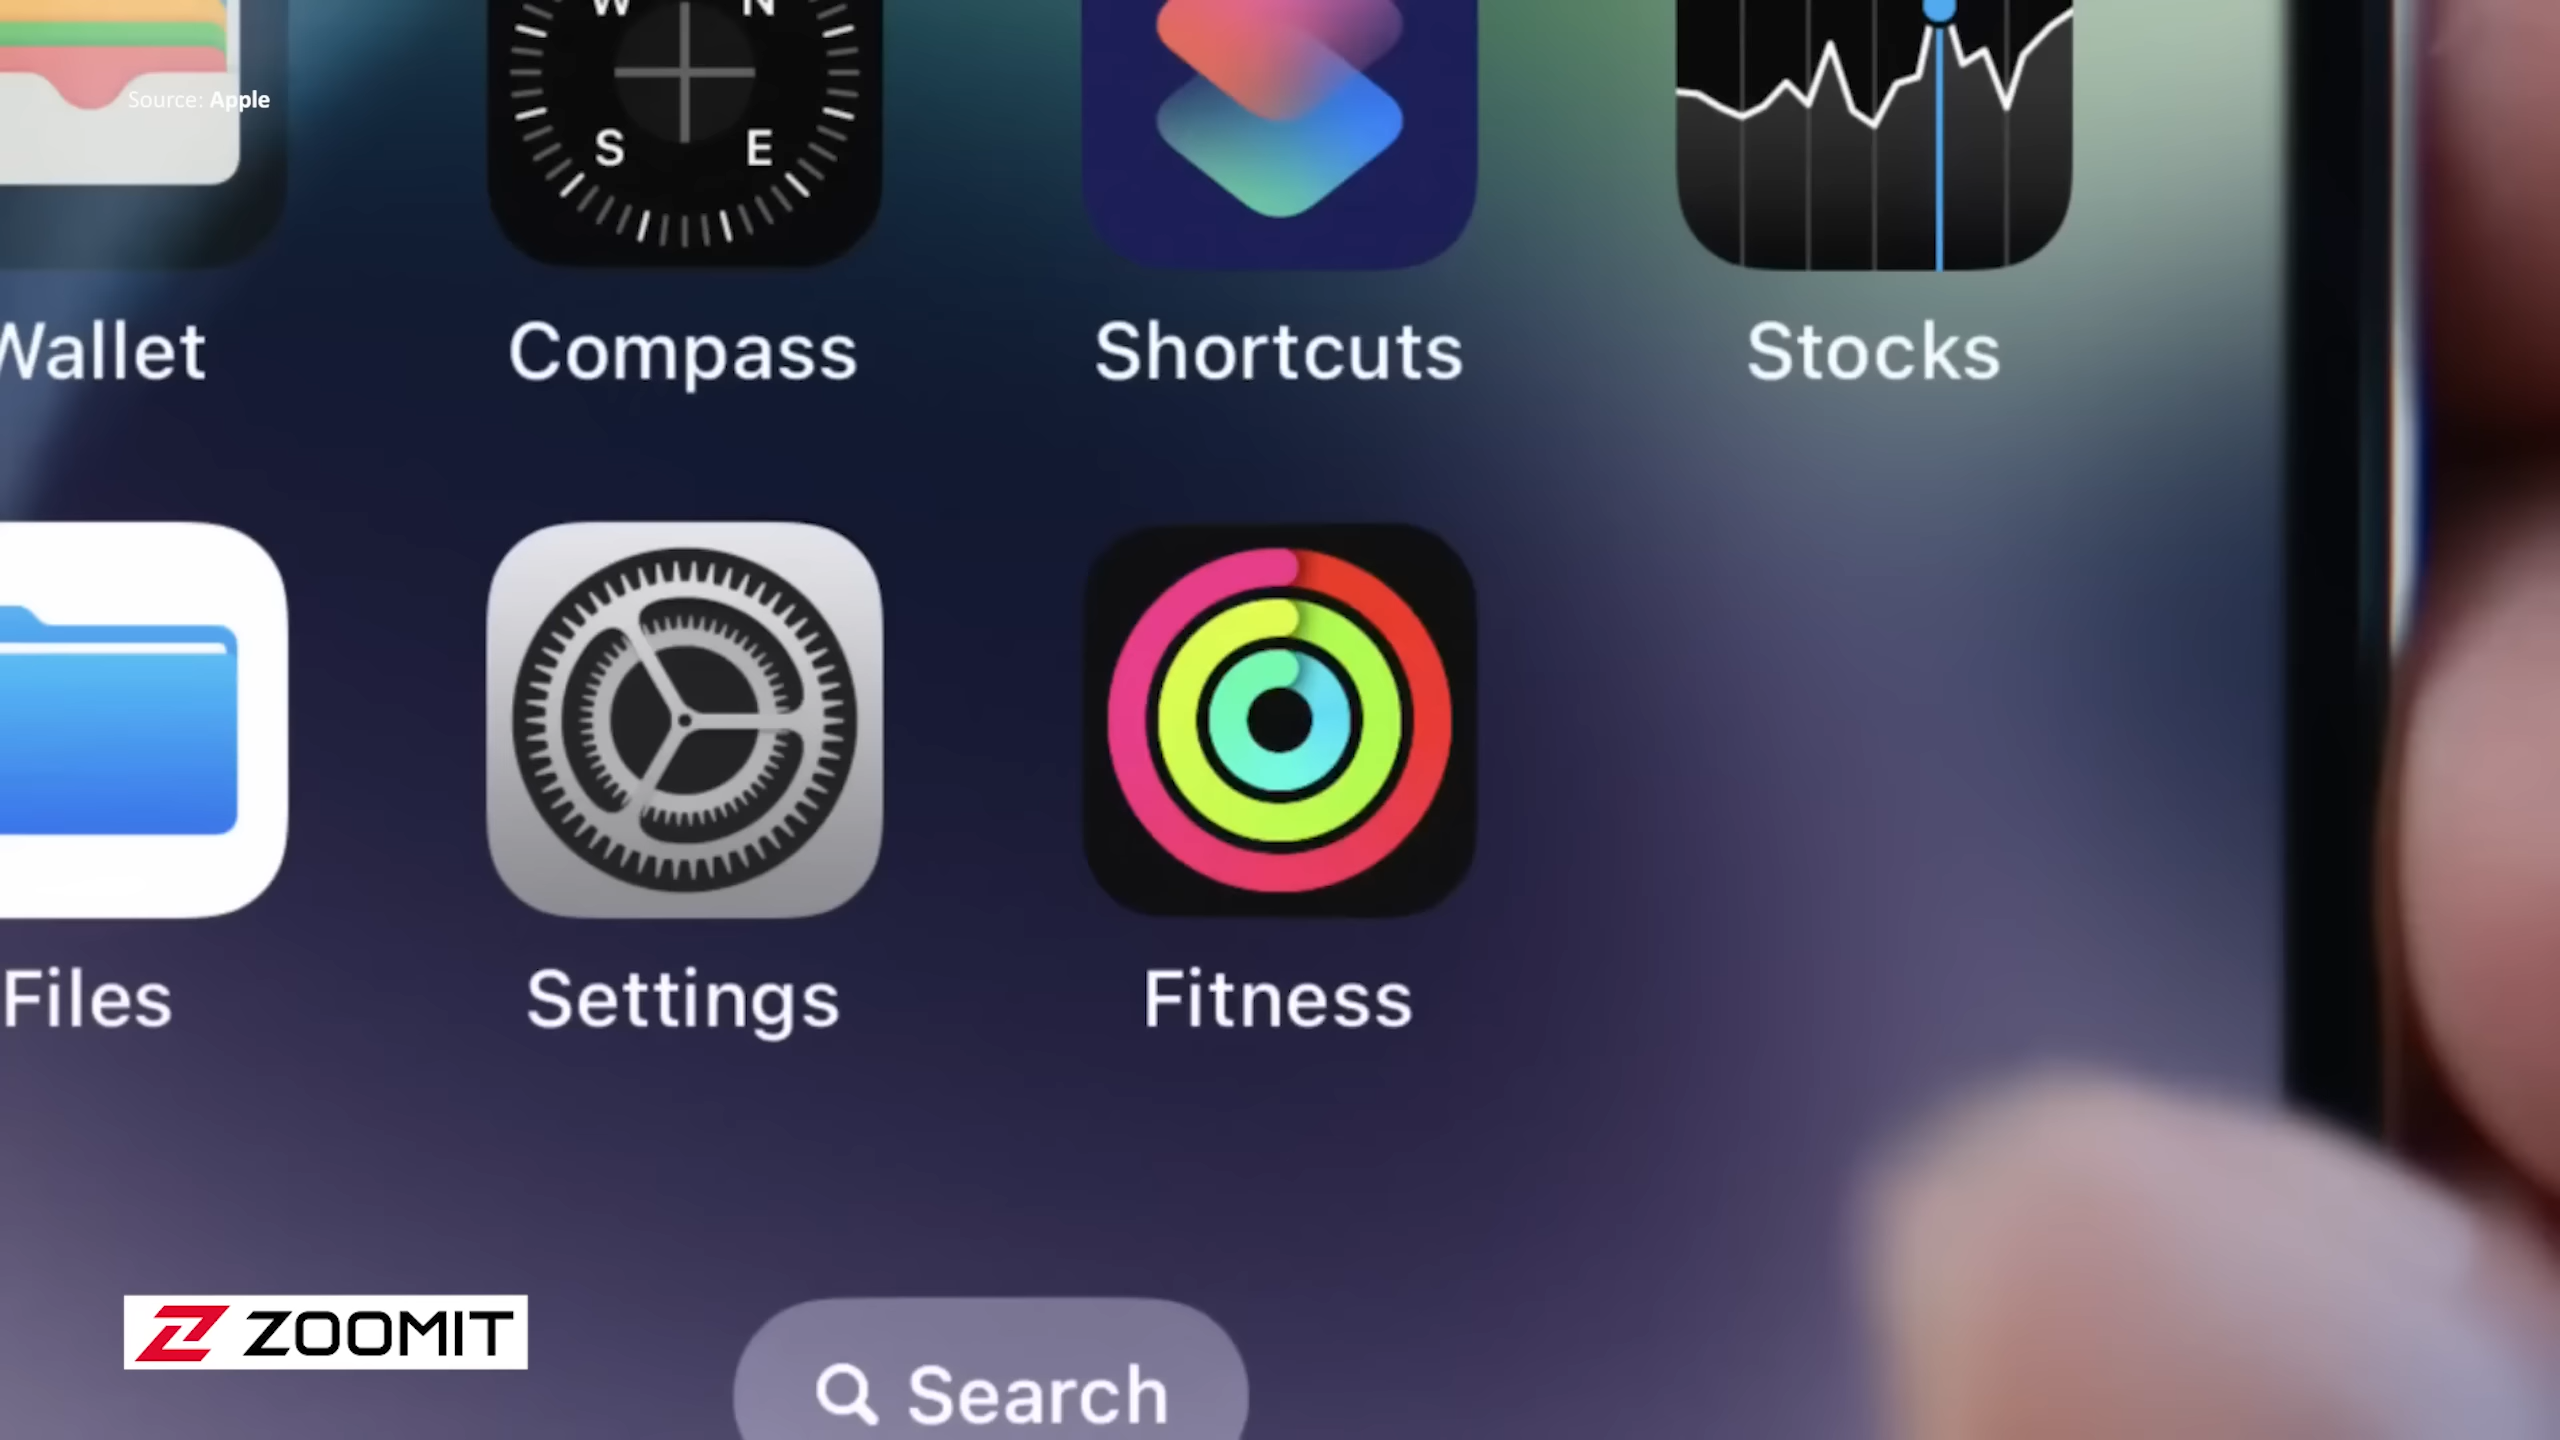 W N
Source: Apple
S E
Wallet Compass Shortcuts Stocks
Files Settings Fitness
ZOOMIT
Search